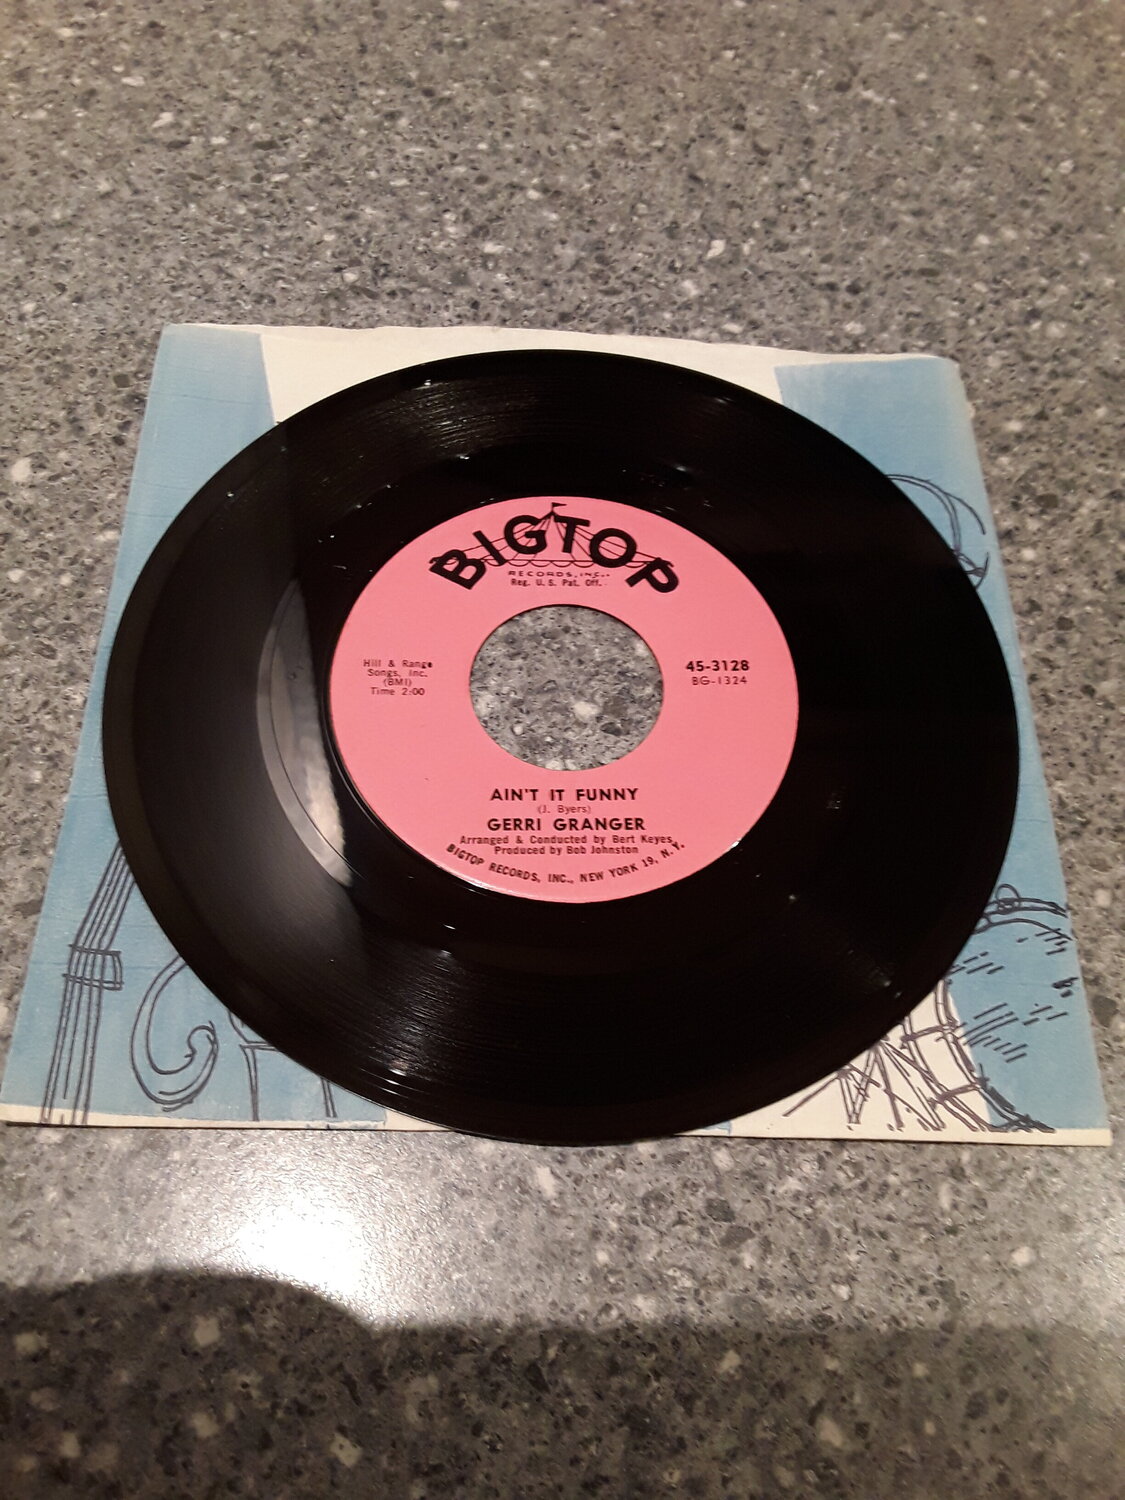 BIGTOP
RECORDS, INC.
Reg. U. S. Pat. Off.
Hill & Range
Songs, Inc.
(BMI)
Time 2:00
45-3128
BG-1324
AIN'T IT FUNNY
(J. Byers)
GERRI GRANGER
Arranged & Conducted by Bert Keyes
Produced by Bob Johnston
BIGTOP RECORDS, INC., NEW YORK 19, N.Y.